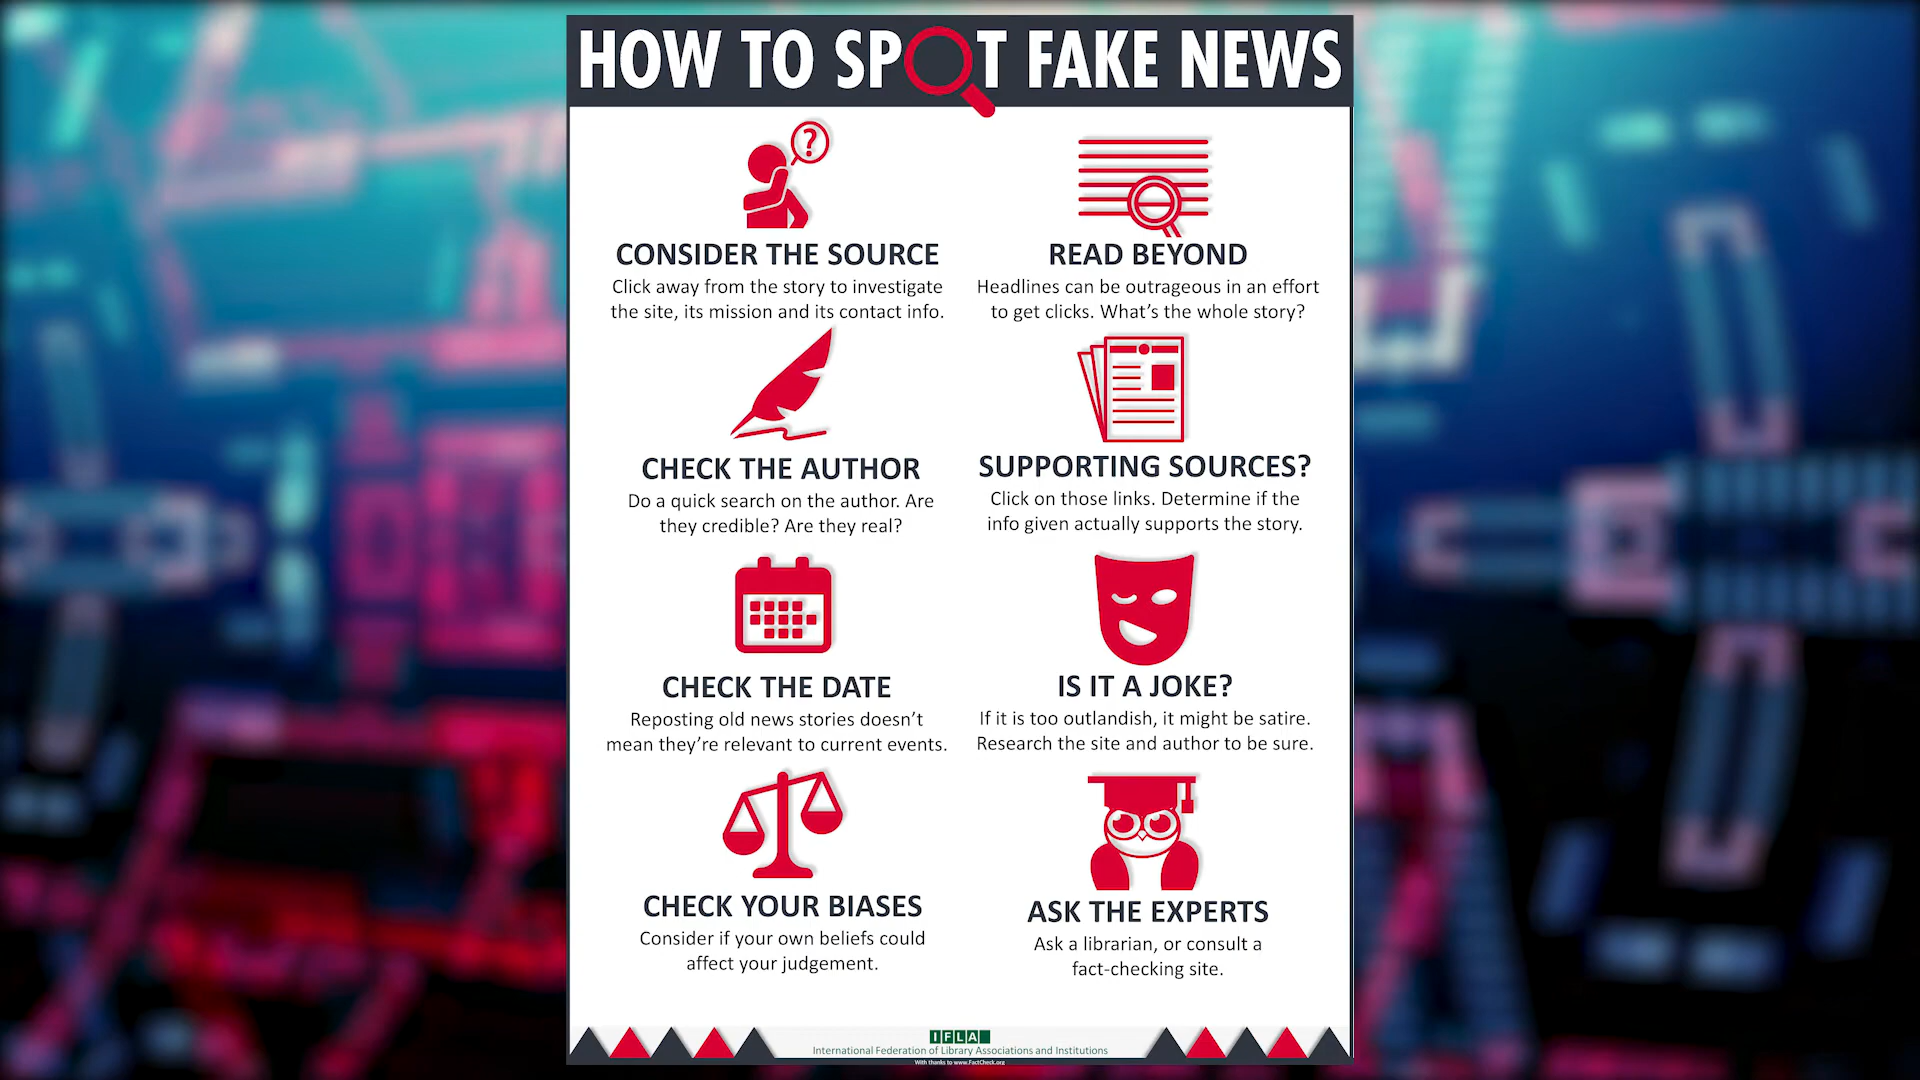 HOW TO SPOT FAKE NEWS
?
CONSIDER THE SOURCE
Click away from the story to investigate
the site, its mission and its contact info.
READ BEYOND
Headlines can be outrageous in an effort
to get clicks. What's the whole story?
CHECK THE AUTHOR
Do a quick search on the author. Are
they credible? Are they real?
SUPPORTING SOURCES?
Click on those links. Determine if the
info given actually supports the story.
CHECK THE DATE
Reposting old news stories doesn't
mean they're relevant to current events.
IS IT A JOKE?
If it is too outlandish, it might be satire.
Research the site and author to be sure.
CHECK YOUR BIASES
Consider if your own beliefs could
affect your judgement.
ASK THE EXPERTS
Ask a librarian, or consult a
fact-checking site.
IFLA
International Federation of Library Associations and Institutions
With thanks to www.FactCheck.org